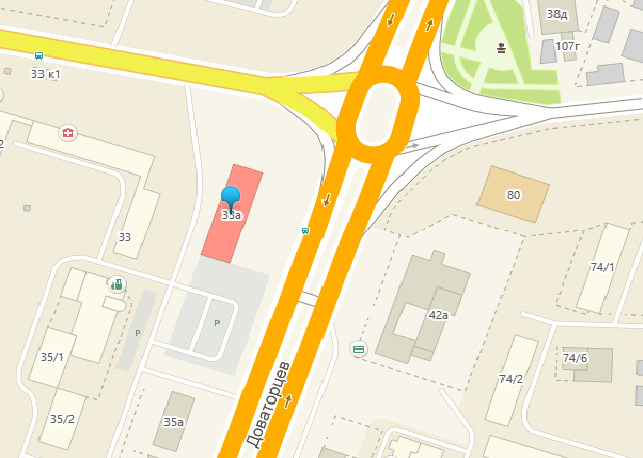 38д
107г
33 к1
80
33а
33
74/1
42а
Р
Р
35/1
74/6
74/2
Доваторцев
35/2
35а